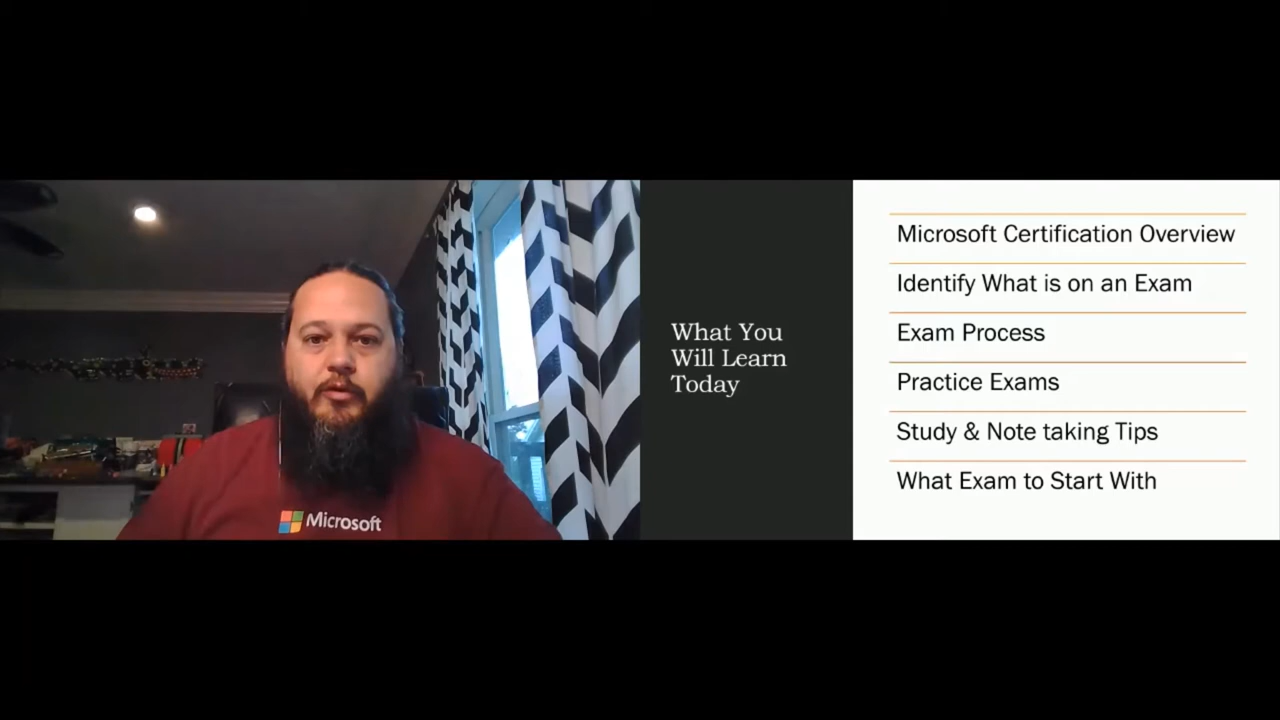 Microsoft
What You
Will Learn
Today
Microsoft Certification Overview
Identify What is on an Exam
Exam Process
Practice Exams
Study & Note taking Tips
What Exam to Start With